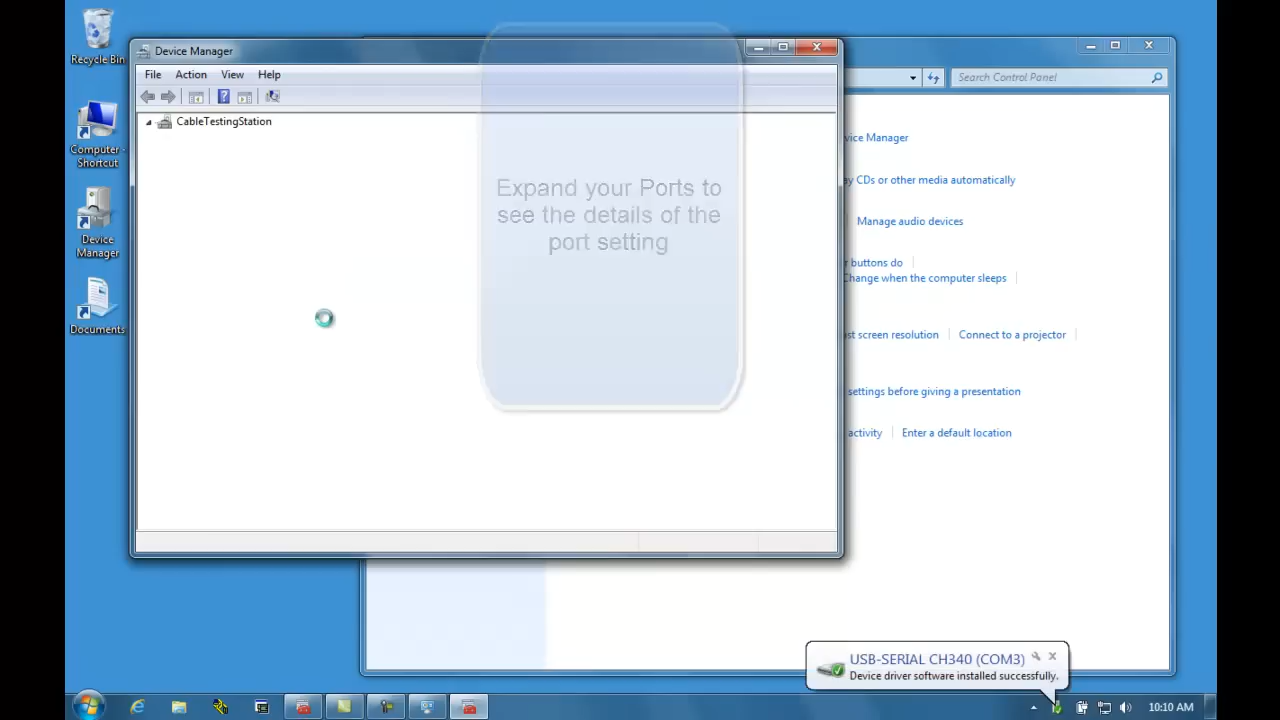 Recycle Bin
Computer -
Shortcut
Device
Manager
Documents
Device Manager
File Action View Help
CableTestingStation
Expand your Ports to
see the details of the
port setting
Search Control Panel
vice Manager
ay CDs or other media automatically
Manage audio devices
r buttons do
Change when the computer sleeps
st screen resolution
Connect to a projector
settings before giving a presentation
activity
Enter a default location
USB-SERIAL CH340 (COM3)
Device driver software installed successfully.
10:10 AM